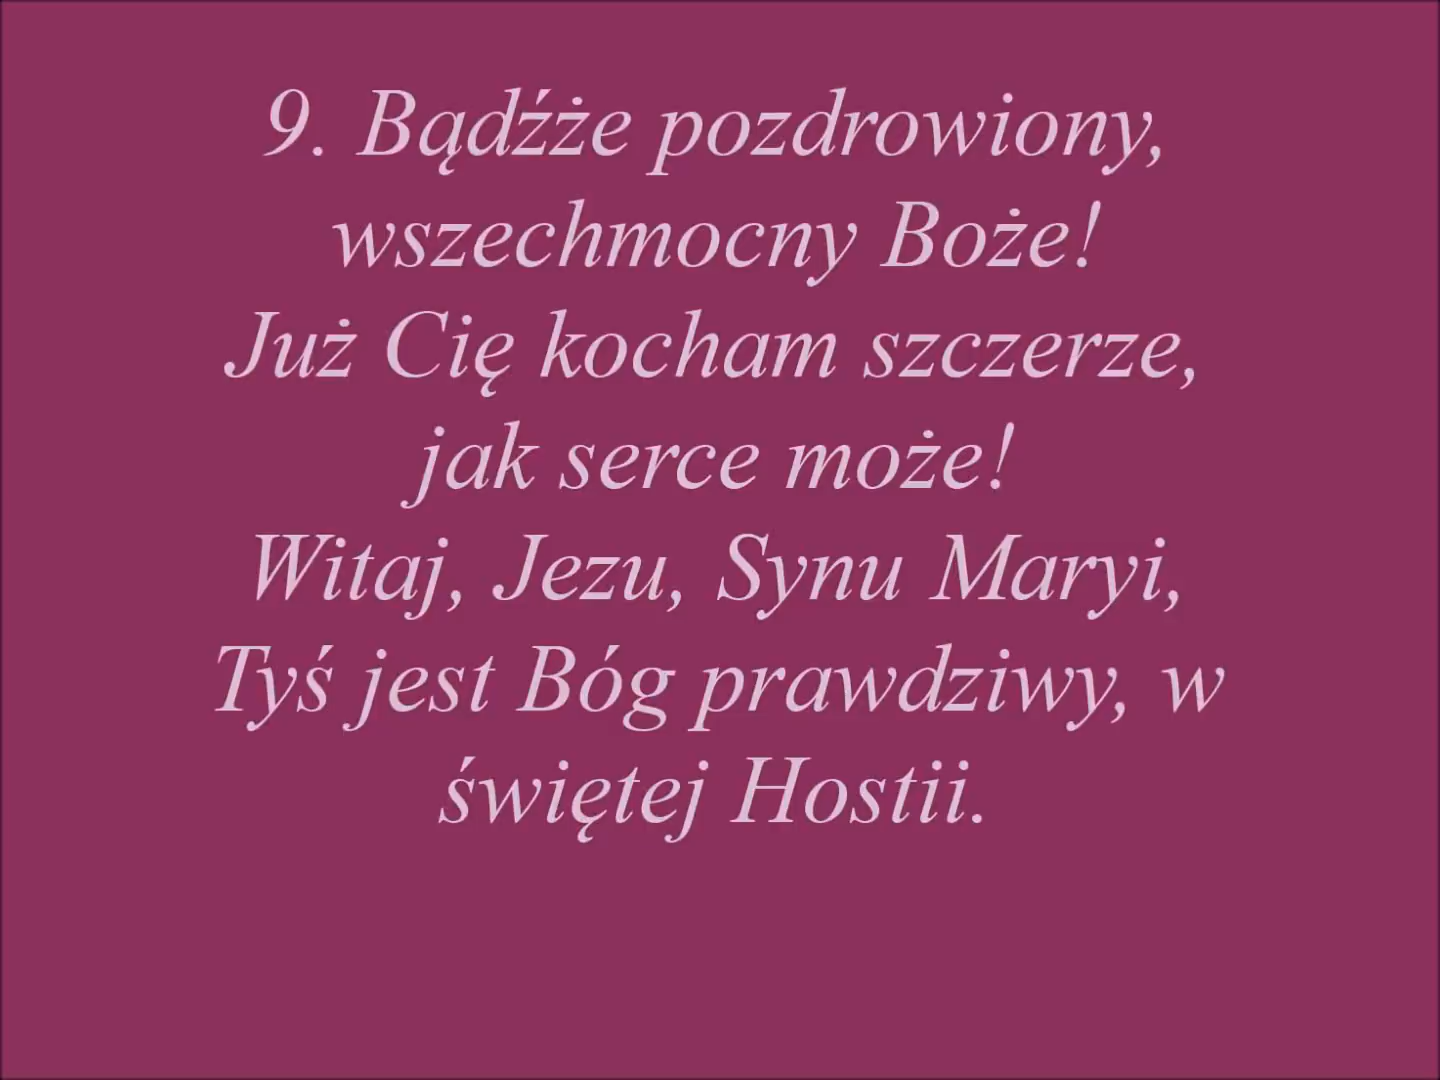 9. Bądźże pozdrowiony,
wszechmocny Boże!
Już Cię kocham szczerze,
jak serce może!
Witaj, Jezu, Synu Maryi,
Tyś jest Bóg prawdziwy, w
świętej Hostii.